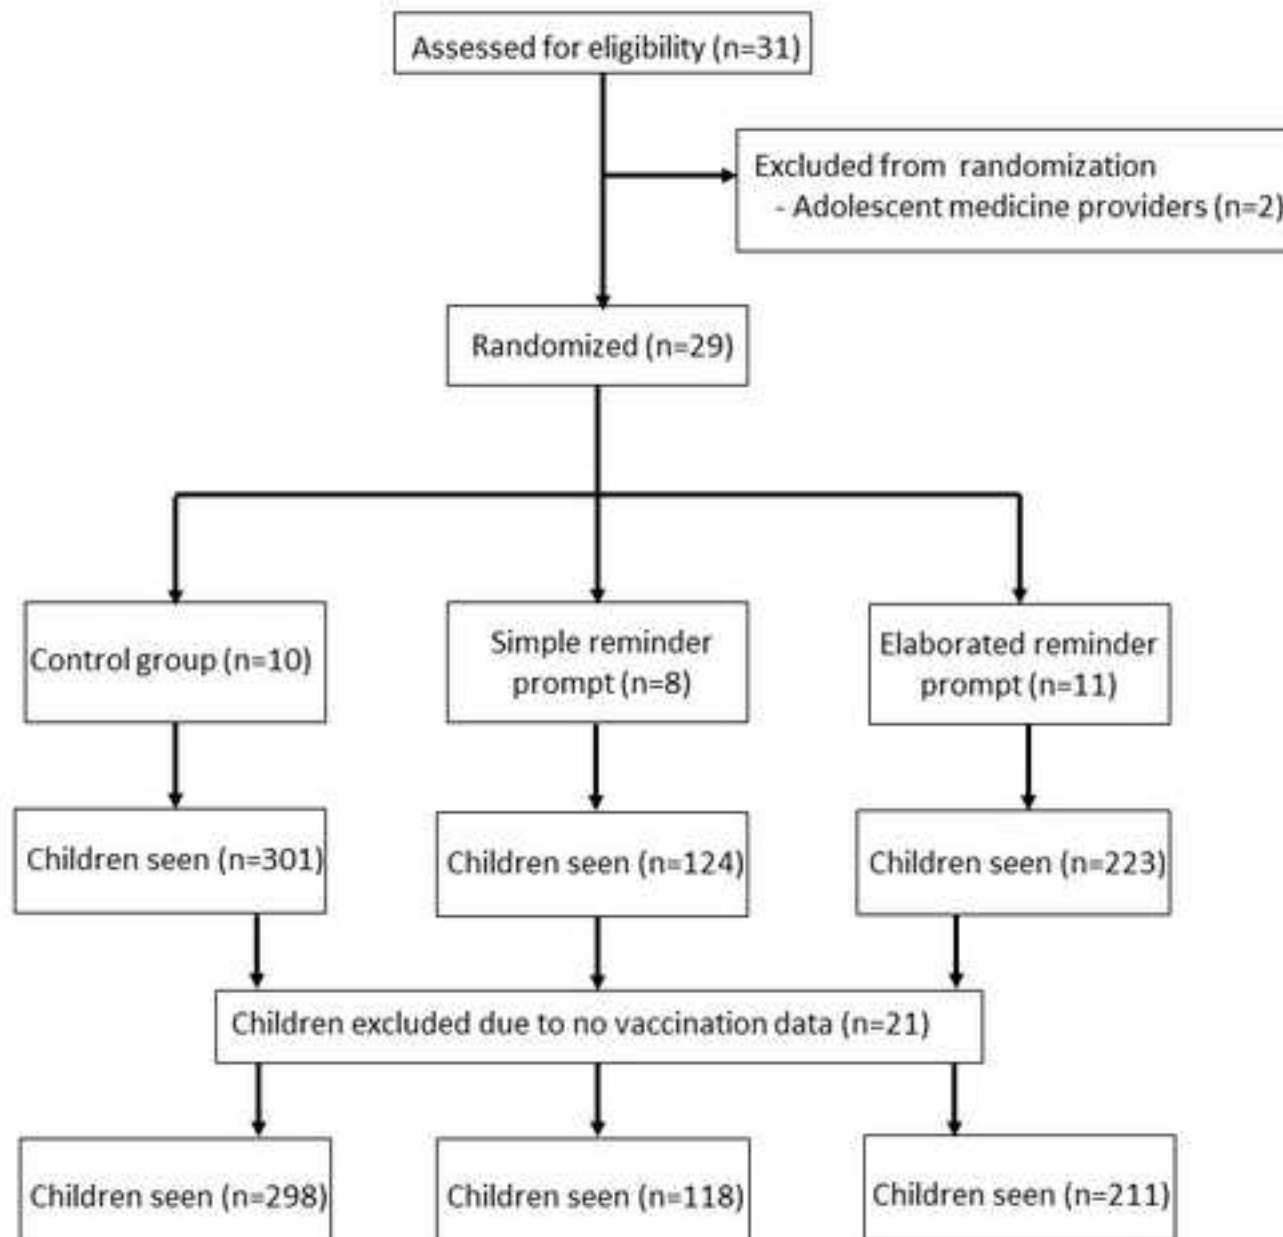 Assessed for eligibility (n=31)
Excluded from randomization
- Adolescent medicine providers (n=2)
Randomized (n=29)
Control group (n=10)
Simple reminder
prompt (n=8)
Elaborated reminder
prompt (n=11)
Children seen (n=301)
Children seen (n=124)
Children seen (n=223)
Children excluded due to no vaccination data (n=21)
Children seen (n=298)
Children seen (n=118)
Children seen (n=211)